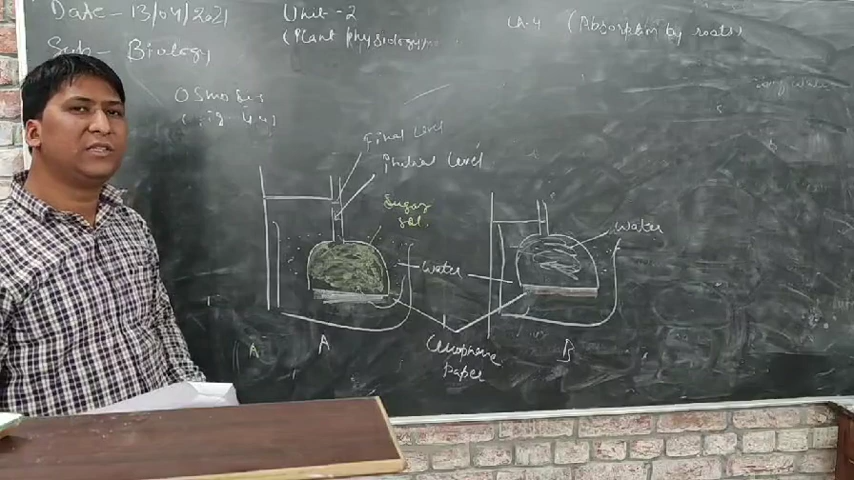 Date - 13/04/2021
Unit - 2
Ch-4 (Absorption by roots)
(Plant physiology)
Sub - Biology
Osmosis
Final Level
Initial Level
Sugar
Sol.
Water
Water
A
A
Cellophane
Paper
B